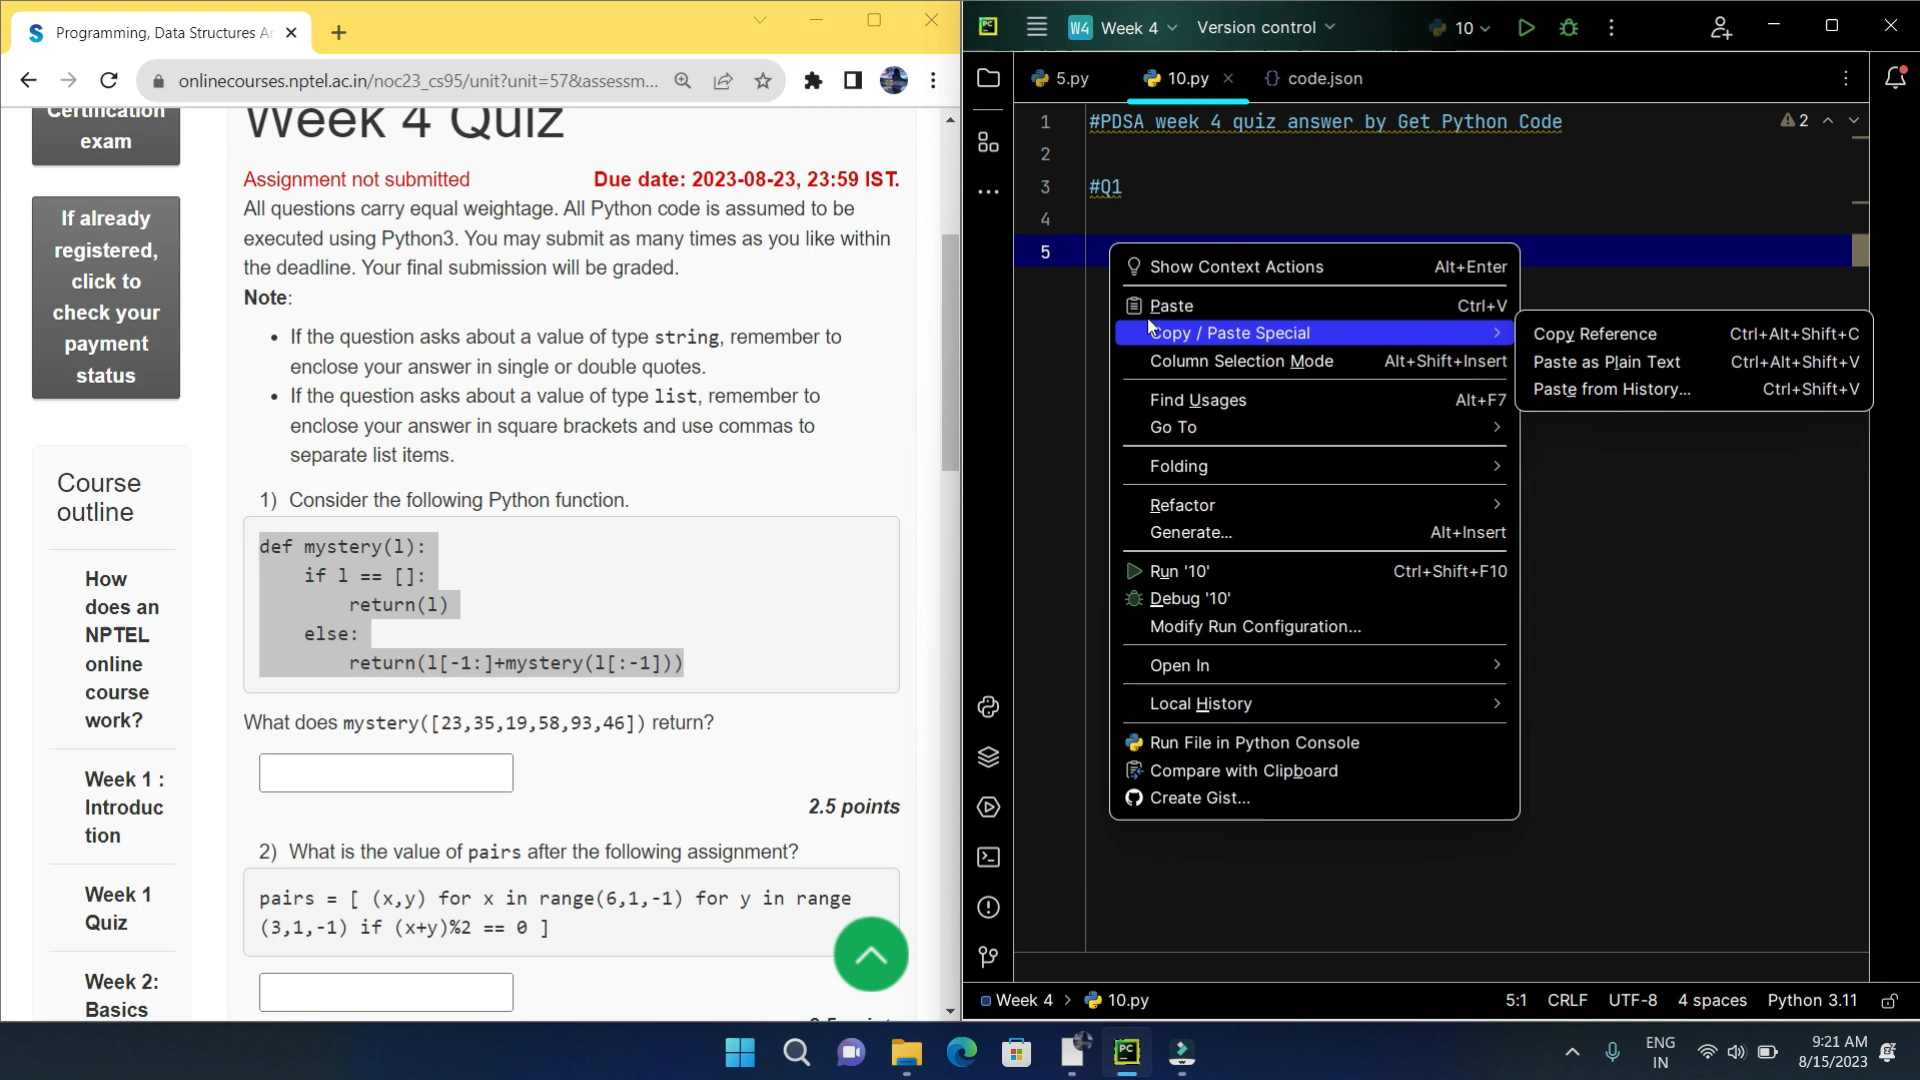 Programming, Data Structures Ar
onlinecourses.nptel.ac.in/noc23_cs95/unit?unit=57&assessm...
Certification
exam
If already
registered,
click to
check your
payment
status
Course
outline
How
does an
NPTEL
online
course
work?
Week 1 :
Introduc
tion
Week 1
Quiz
Week 2:
Basics
Week 4 Quiz
Assignment not submitted
Due date: 2023-08-23, 23:59 IST.
All questions carry equal weightage. All Python code is assumed to be
executed using Python3. You may submit as many times as you like within
the deadline. Your final submission will be graded.
Note:
If the question asks about a value of type string, remember to
enclose your answer in single or double quotes.
If the question asks about a value of type list, remember to
enclose your answer in square brackets and use commas to
separate list items.
1) Consider the following Python function.
def mystery(l):
if l == []:
return(l)
else:
return(l[-1:]+mystery(l[:-1]))
What does mystery([23,35,19,58,93,46]) return?
2.5 points
2) What is the value of pairs after the following assignment?
pairs = [ (x,y) for x in range(6,1,-1) for y in range
(3,1,-1) if (x+y)%2 == 0 ]
PC
W4 Week 4
Version control
10
5.py
10.py
{} code.json
1 #PDSA week 4 quiz answer by Get Python Code
2
2
3 #Q1
4
5
Show Context Actions Alt+Enter
Paste Ctrl+V
Copy / Paste Special
Column Selection Mode Alt+Shift+Insert
Find Usages Alt+F7
Go To
Folding
Refactor
Generate... Alt+Insert
Run '10' Ctrl+Shift+F10
Debug '10'
Modify Run Configuration...
Open In
Local History
Run File in Python Console
Compare with Clipboard
Create Gist...
Copy Reference Ctrl+Alt+Shift+C
Paste as Plain Text Ctrl+Alt+Shift+V
Paste from History... Ctrl+Shift+V
Week 4 > 10.py
5:1 CRLF UTF-8 4 spaces Python 3.11
PC
ENG
IN
9:21 AM
8/15/2023